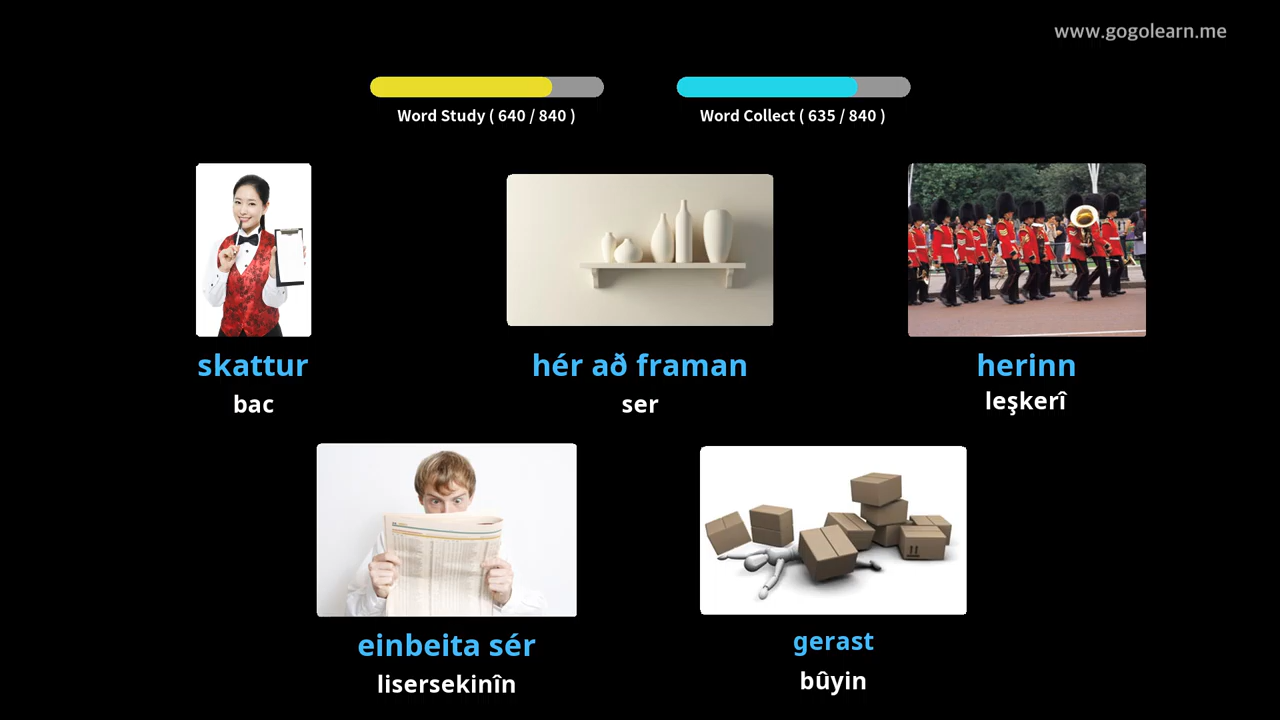 www.gogolearn.me
Word Study ( 640 / 840 )
Word Collect ( 635 / 840 )
skattur
bac
hér að framan
ser
herinn
leşkerî
einbeita sér
lisersekinîn
gerast
bûyin